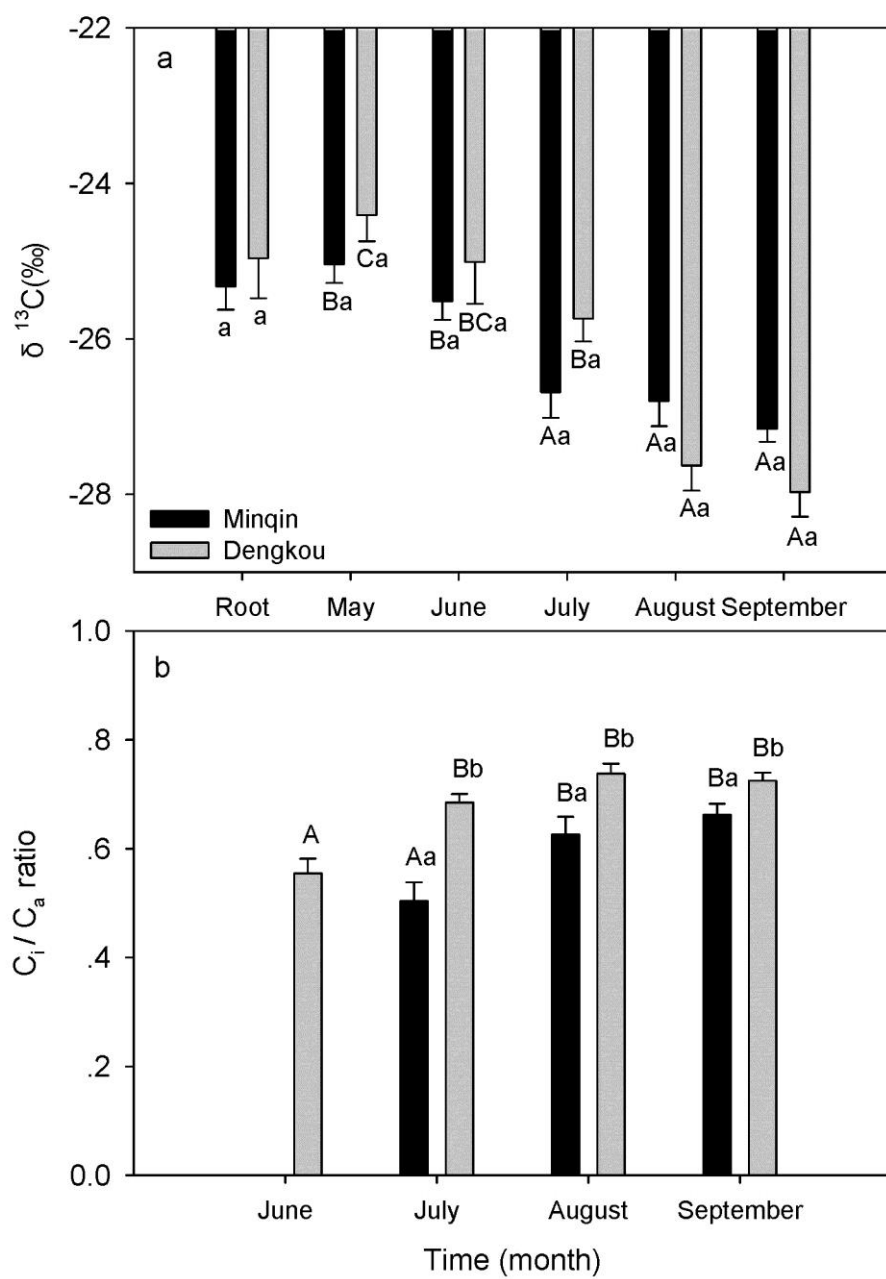 -22
a
-24
-26
-28
δ ¹³C(‰)
a a Ba Ca Ba BCa Aa Ba Aa Aa Aa Aa
Minqin
Dengkou
Root May June July August September
1.0
b
.8
.6
.4
.2
0.0
Cᵢ / Cₐ ratio
A Aa Bb Ba Bb Ba Bb
June July August September
Time (month)